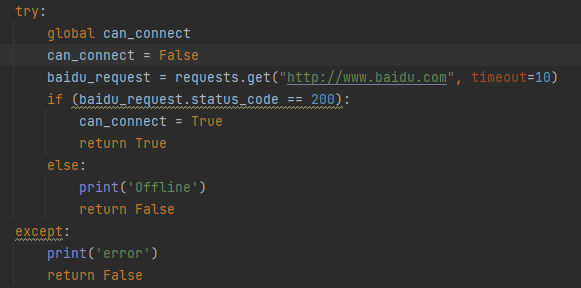 try:
    global can_connect
    can_connect = False
    baidu_request = requests.get("http://www.baidu.com", timeout=10)
    if (baidu_request.status_code == 200):
        can_connect = True
        return True
    else:
        print('Offline')
        return False
except:
    print('error')
    return False